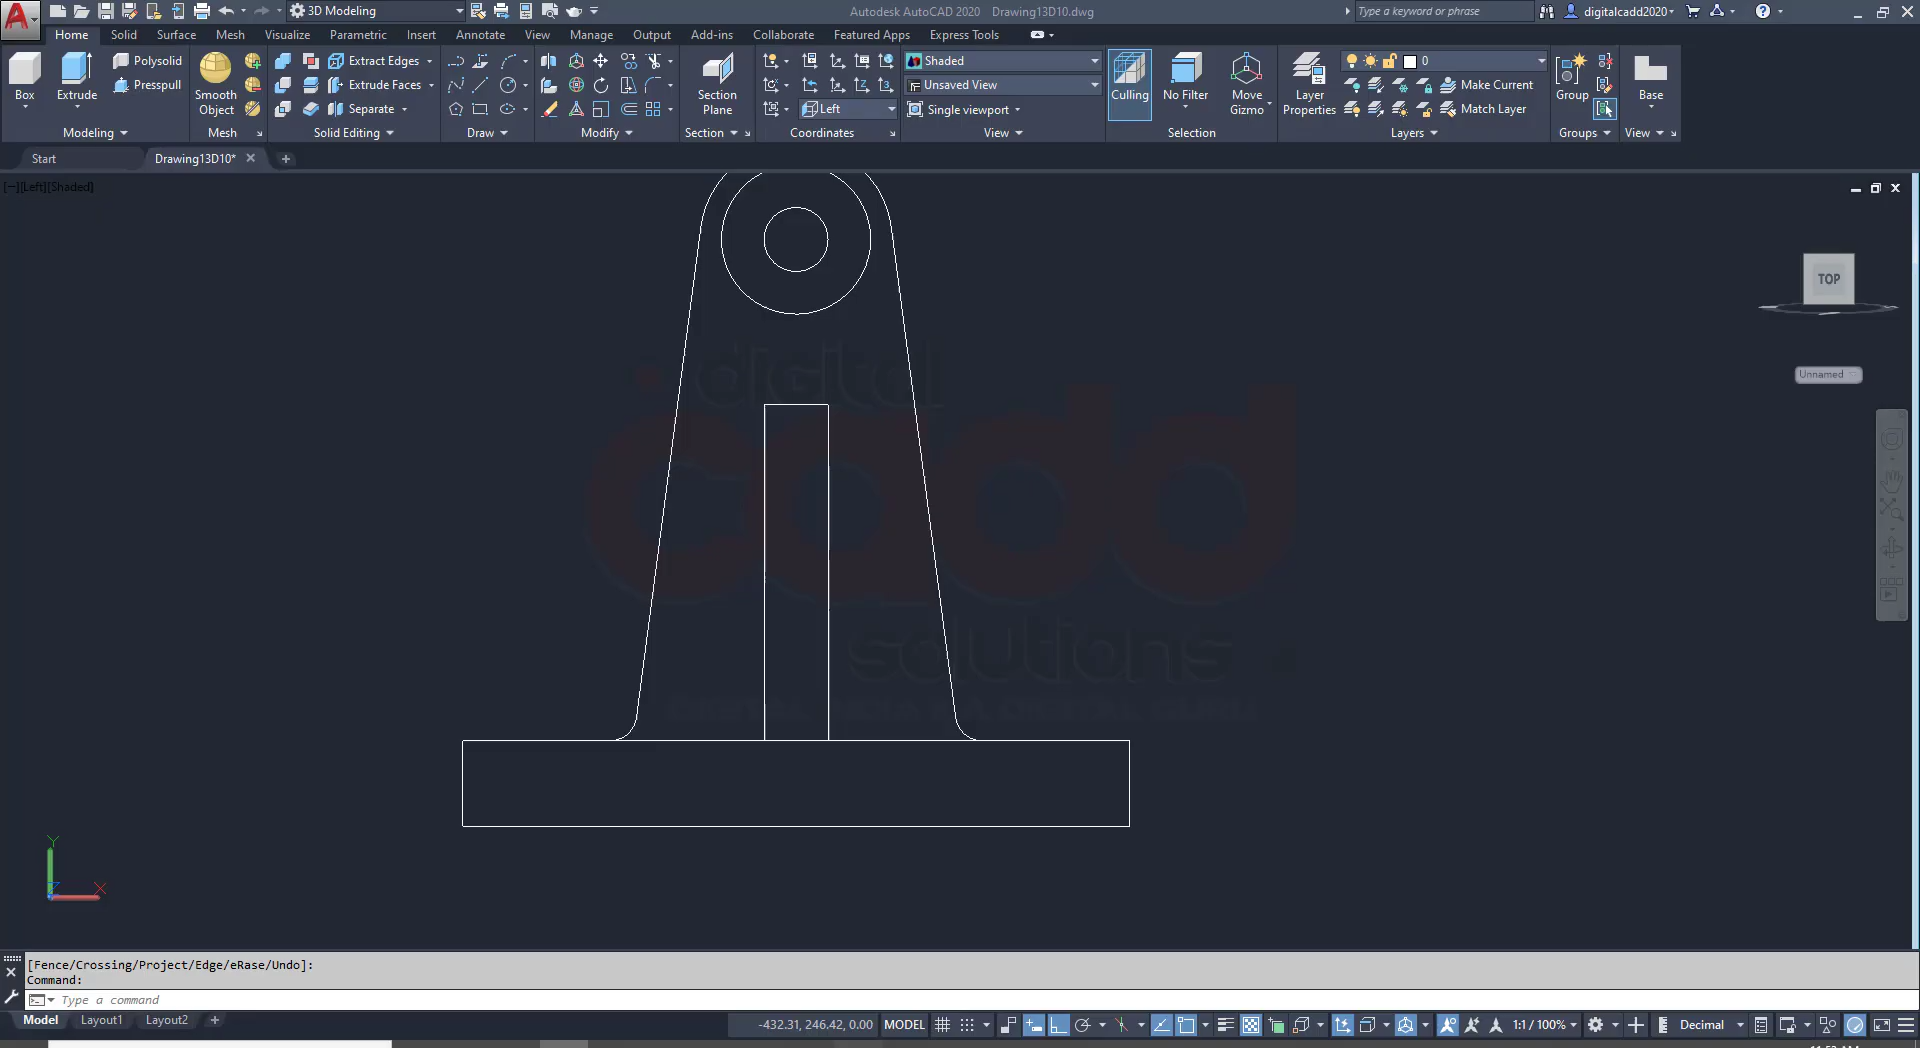 3D Modeling
Autodesk AutoCAD 2020 Drawing13D10.dwg
Type a keyword or phrase
digitalcadd2020
Home Solid Surface Mesh Visualize Parametric Insert Annotate View Manage Output Add-ins Collaborate Featured Apps Express Tools
Box
Extrude
Polysolid
Presspull
Modeling
Smooth
Object
Mesh
Extract Edges
Extrude Faces
Separate
Solid Editing
Draw
Modify
Section
Plane
Section
Left
Coordinates
Shaded
Unsaved View
Single viewport
View
Culling
No Filter
Move
Gizmo
Selection
Layer
Properties
0
Make Current
Match Layer
Layers
Group
Groups
Base
View
Start
Drawing13D10*
[−][Left][Shaded]
TOP
Unnamed
digital
cadd
solutions
Y
Z
X
[Fence/Crossing/Project/Edge/eRase/Undo]:
Command:
Type a command
Model Layout1 Layout2 +
-432.31, 246.42, 0.00 MODEL
1:1 / 100%
Decimal